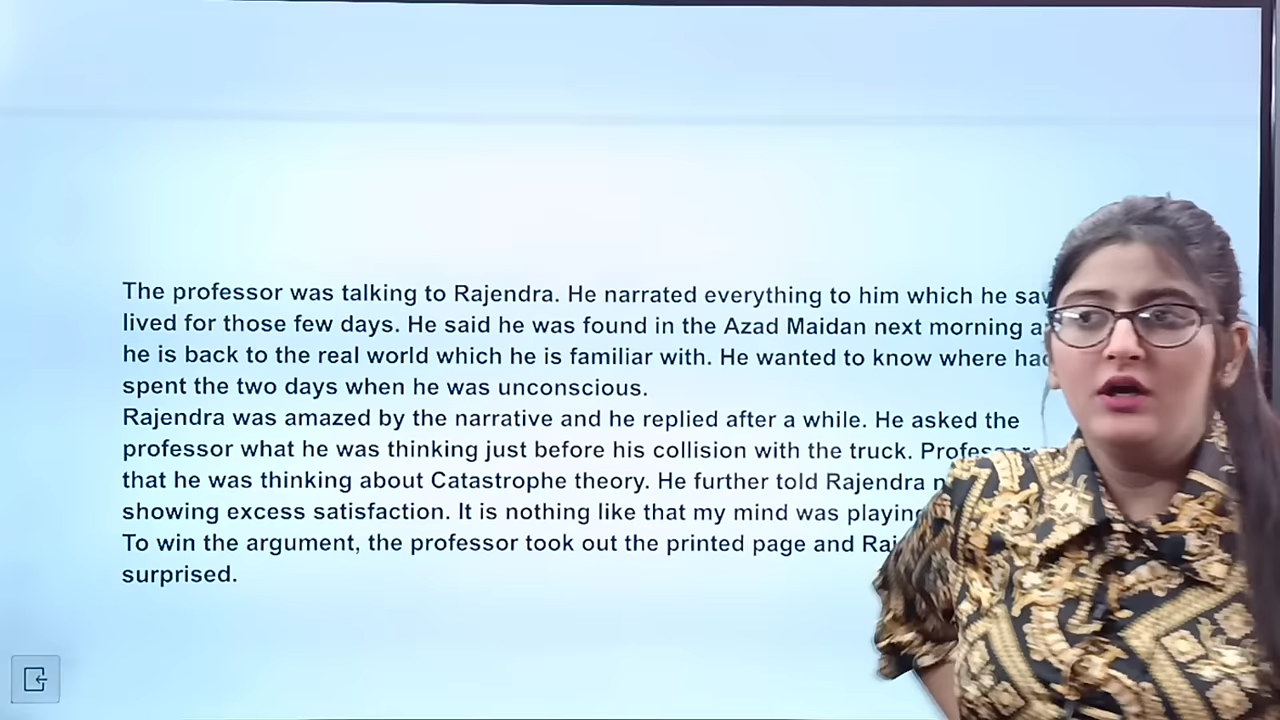 The professor was talking to Rajendra. He narrated everything to him which he
lived for those few days. He said he was found in the Azad Maidan next morning
he is back to the real world which he is familiar with. He wanted to know where
spent the two days when he was unconscious.
Rajendra was amazed by the narrative and he replied after a while. He asked the
professor what he was thinking just before his collision with the truck.
that he was thinking about Catastrophe theory. He further told Rajendra
showing excess satisfaction. It is nothing like that my mind was
To win the argument, the professor took out the printed page and
surprised.